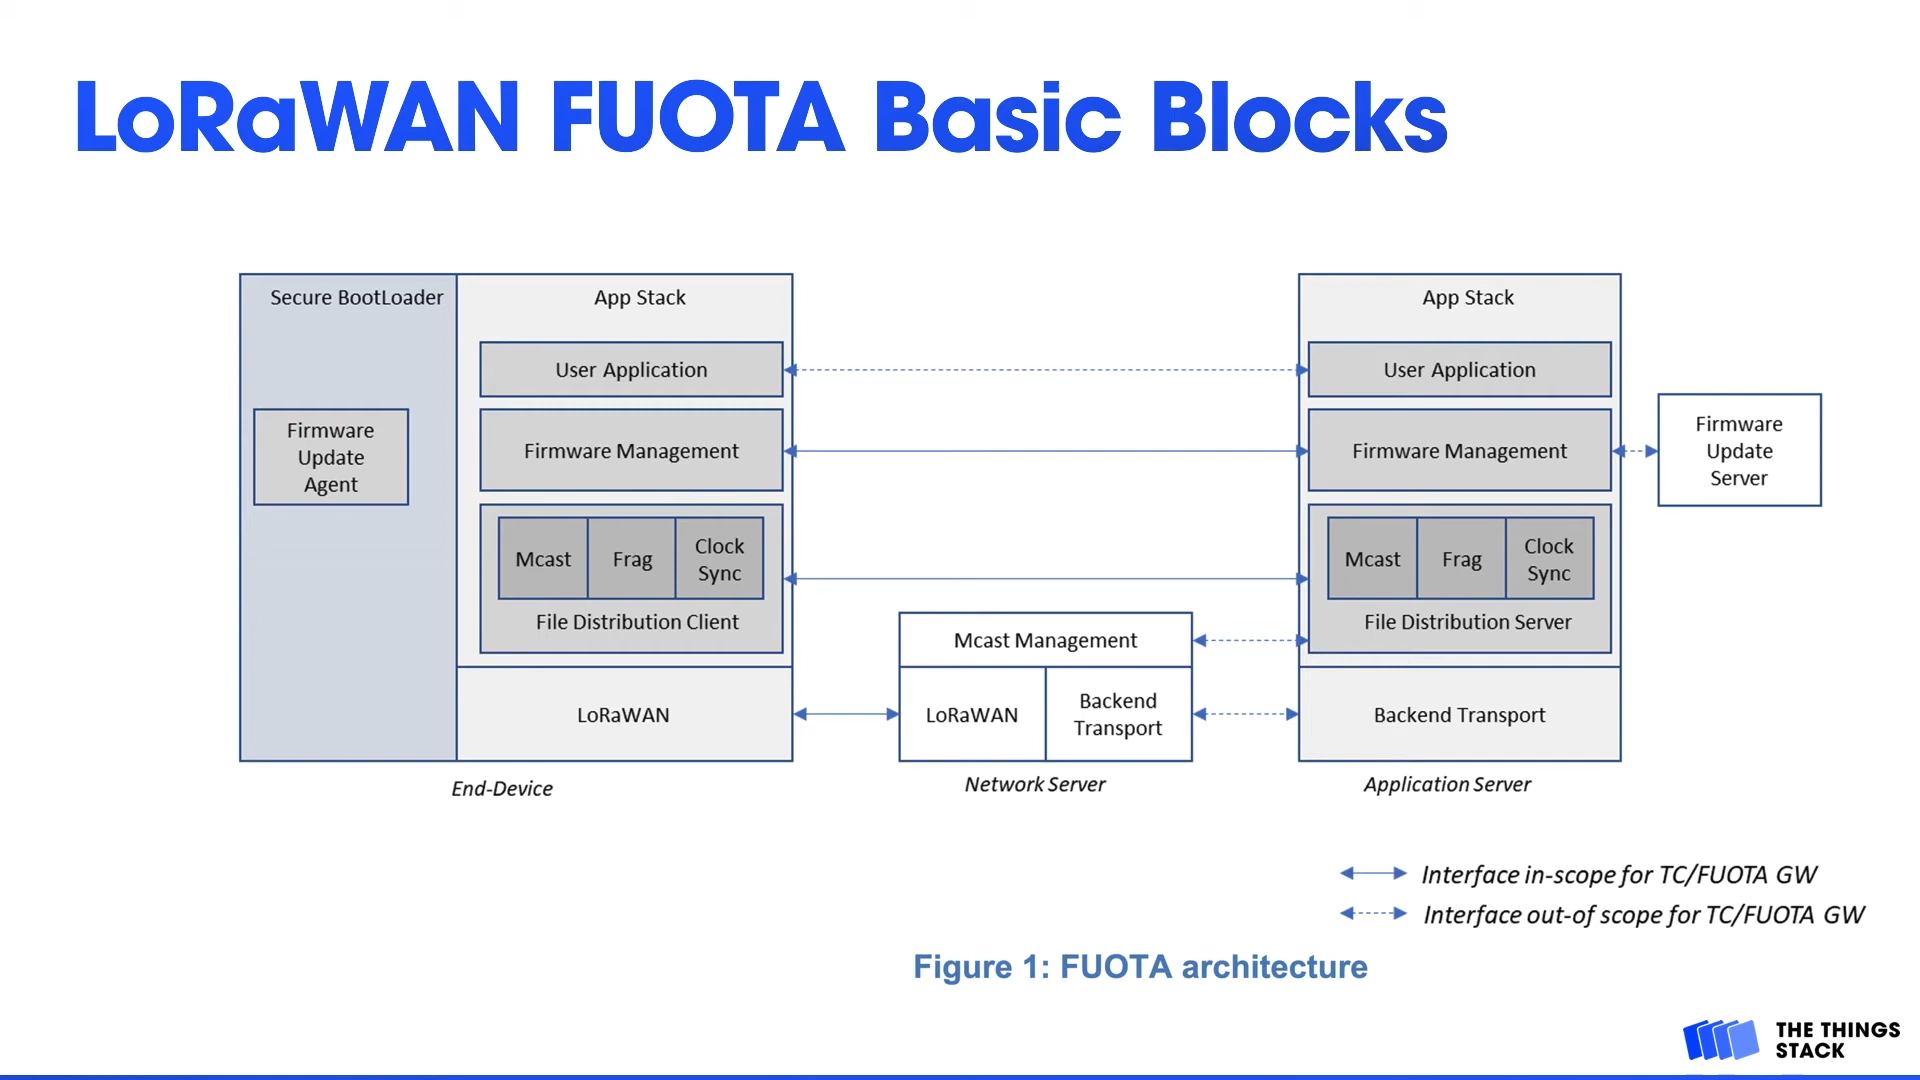 LoRaWAN FUOTA Basic Blocks
Secure BootLoader
Firmware
Update
Agent
App Stack
User Application
Firmware Management
Mcast
Frag
Clock
Sync
File Distribution Client
LoRaWAN
End-Device
Mcast Management
LoRaWAN
Backend
Transport
Network Server
App Stack
User Application
Firmware Management
Mcast
Frag
Clock
Sync
File Distribution Server
Backend Transport
Application Server
Firmware
Update
Server
Interface in-scope for TC/FUOTA GW
Interface out-of scope for TC/FUOTA GW
Figure 1: FUOTA architecture
THE THINGS
STACK